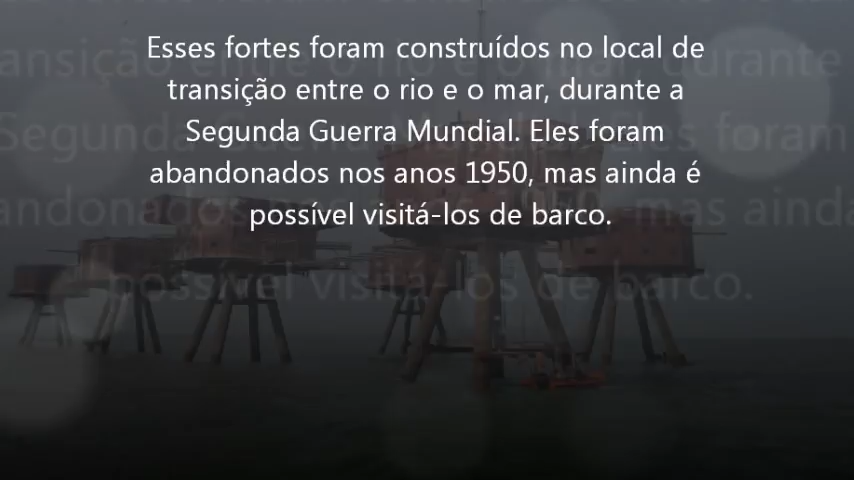 Esses fortes foram construídos no local de
transição entre o rio e o mar, durante a
Segunda Guerra Mundial. Eles foram
abandonados nos anos 1950, mas ainda é
possível visitá-los de barco.